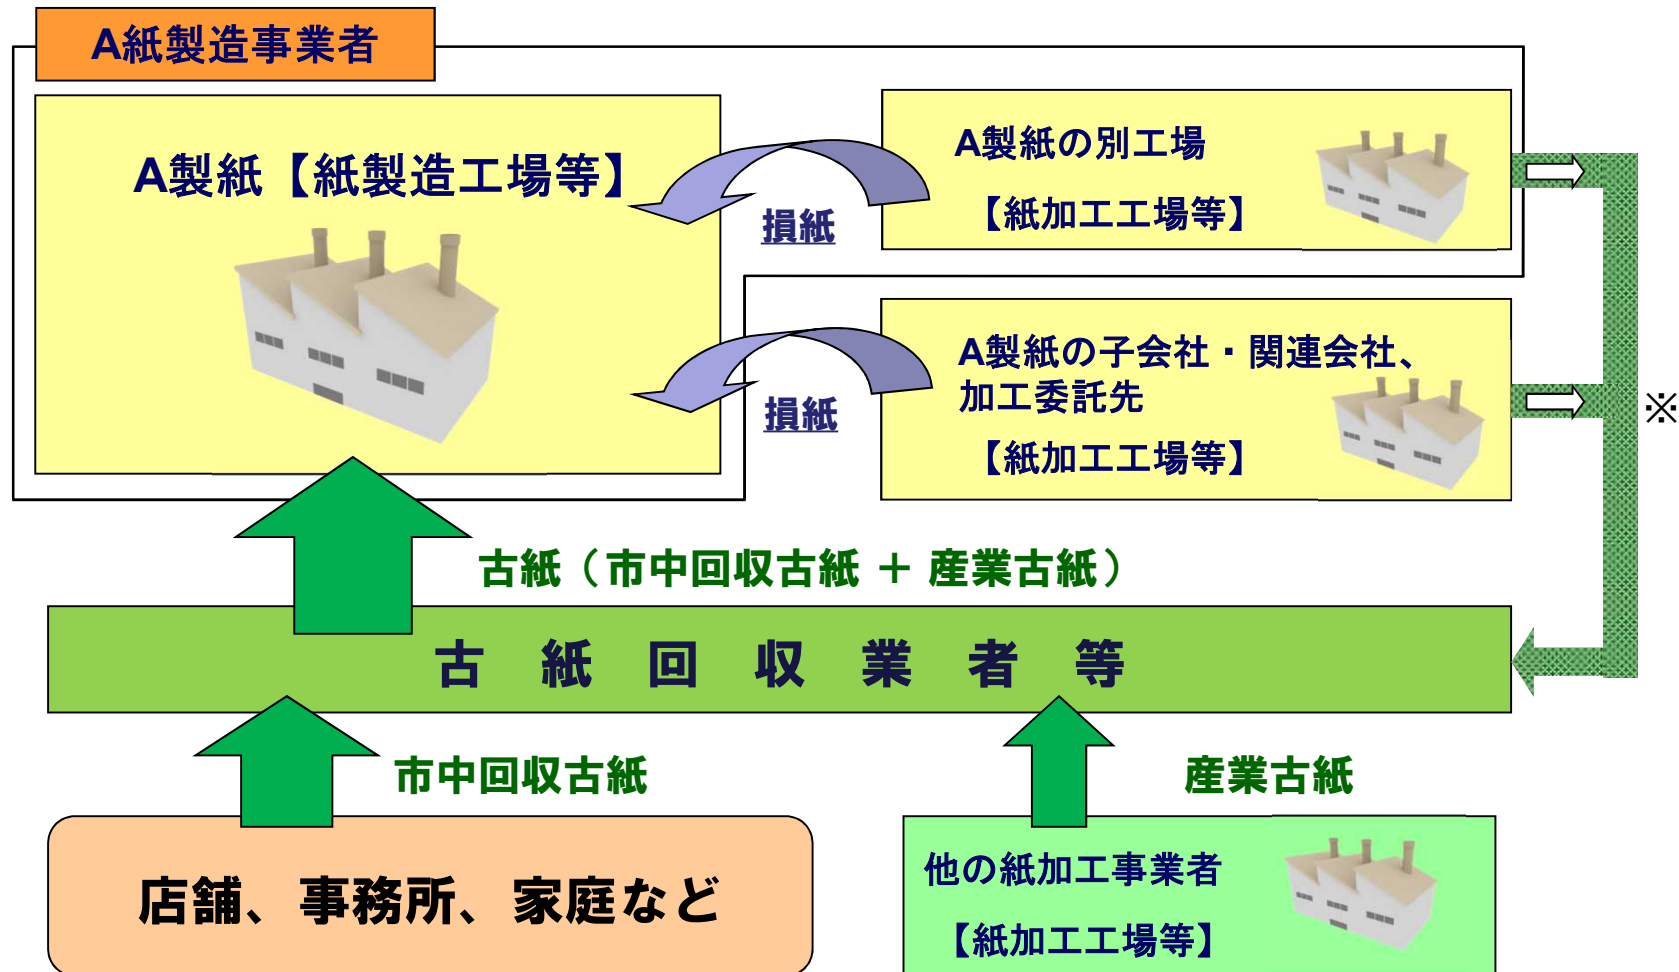 A紙製造事業者
A製紙【紙製造工場等】
損紙
A製紙の別工場
【紙加工工場等】
損紙
A製紙の子会社・関連会社、
加工委託先
【紙加工工場等】
※
古紙（市中回収古紙 ＋ 産業古紙）
古紙回収業者等
市中回収古紙
産業古紙
店舗、事務所、家庭など
他の紙加工事業者
【紙加工工場等】